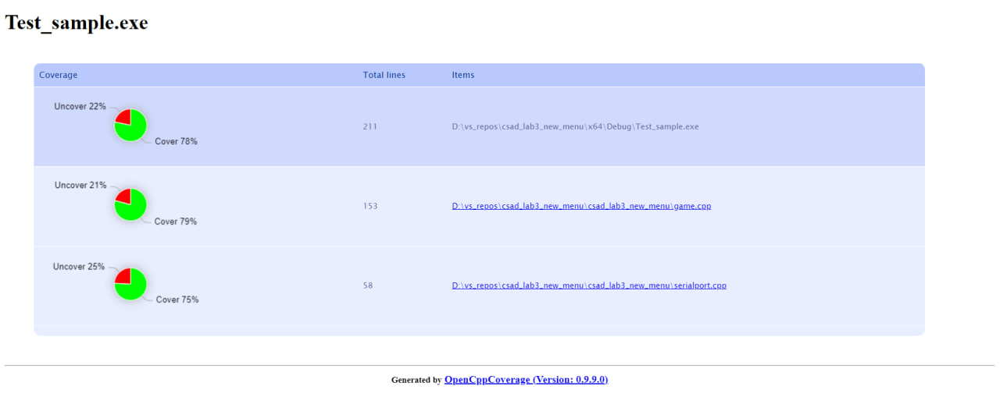 Test_sample.exe
Coverage Total lines Items
Uncover 22%
Cover 78%
211
D:\vs_repos\csad_lab3_new_menu\x64\Debug\Test_sample.exe
Uncover 21%
Cover 79%
153
D:\vs_repos\csad_lab3_new_menu\csad_lab3_new_menu\game.cpp
Uncover 25%
Cover 75%
58
D:\vs_repos\csad_lab3_new_menu\csad_lab3_new_menu\serialport.cpp
Generated by OpenCppCoverage (Version: 0.9.9.0)